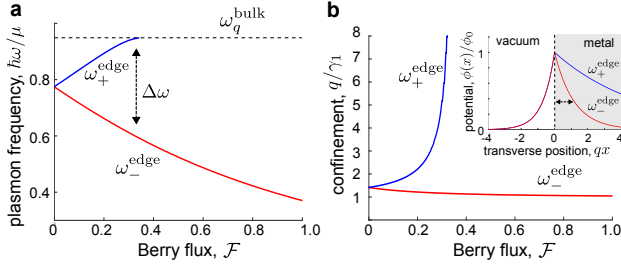 a
plasmon frequency, ħω/μ
0.8
0.6
0.4
ω_q^bulk
ω_+^edge
Δω
ω_−^edge
0 0.2 0.4 0.6 0.8 1.0
Berry flux, ℱ
b
confinement, q/γ₁
8
7
6
5
4
3
2
1
0
ω_+^edge
ω_−^edge
0 0.2 0.4 0.6 0.8 1.0
Berry flux, ℱ
vacuum metal
potential, ϕ(x)/ϕ₀
1
0
ω_+^edge
ω_−^edge
-4 -2 0 2 4
transverse position, qx